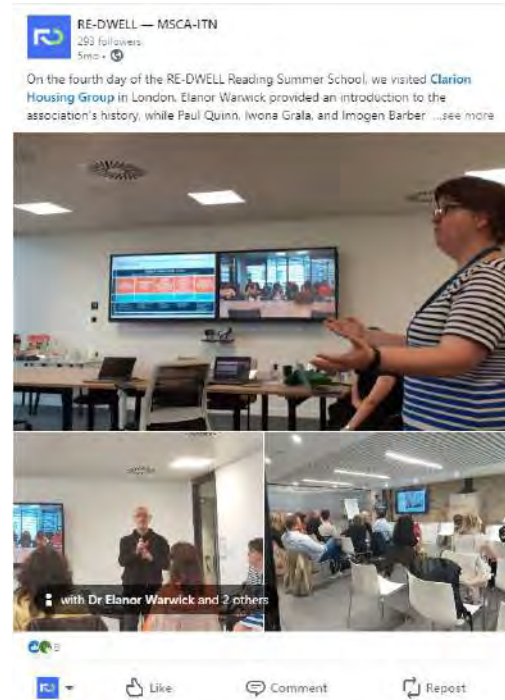 RE-DWELL — MSCA-ITN
293 followers
5mo •
On the fourth day of the RE-DWELL Reading Summer School, we visited Clarion
Housing Group in London. Elanor Warwick provided an introduction to the
association's history, while Paul Quinn, Iwona Grala, and Imogen Barber ...see more
with Dr Elanor Warwick and 2 others
Like
Comment
Repost